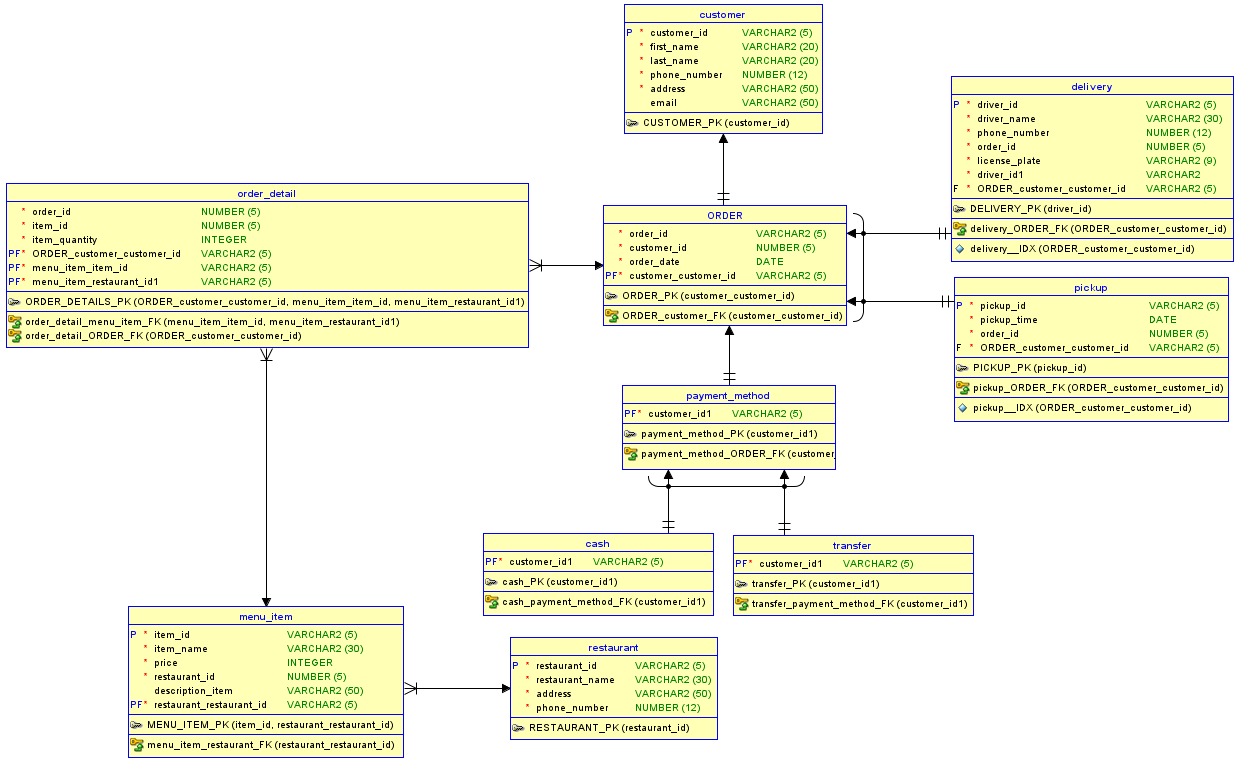 customer
P * customer_id VARCHAR2 (5)
* first_name VARCHAR2 (20)
* last_name VARCHAR2 (20)
* phone_number NUMBER (12)
* address VARCHAR2 (50)
email VARCHAR2 (50)
CUSTOMER_PK (customer_id)
delivery
P * driver_id VARCHAR2 (5)
* driver_name VARCHAR2 (30)
* phone_number NUMBER (12)
* order_id NUMBER (5)
* license_plate VARCHAR2 (9)
* driver_id1 VARCHAR2
F * ORDER_customer_customer_id VARCHAR2 (5)
DELIVERY_PK (driver_id)
delivery_ORDER_FK (ORDER_customer_customer_id)
delivery__IDX (ORDER_customer_customer_id)
order_detail
* order_id NUMBER (5)
* item_id NUMBER (5)
* item_quantity INTEGER
PF* ORDER_customer_customer_id VARCHAR2 (5)
PF* menu_item_item_id VARCHAR2 (5)
PF* menu_item_restaurant_id1 VARCHAR2 (5)
ORDER_DETAILS_PK (ORDER_customer_customer_id, menu_item_item_id, menu_item_restaurant_id1)
order_detail_menu_item_FK (menu_item_item_id, menu_item_restaurant_id1)
order_detail_ORDER_FK (ORDER_customer_customer_id)
ORDER
* order_id VARCHAR2 (5)
* customer_id NUMBER (5)
* order_date DATE
PF* customer_customer_id VARCHAR2 (5)
ORDER_PK (customer_customer_id)
ORDER_customer_FK (customer_customer_id)
pickup
P * pickup_id VARCHAR2 (5)
* pickup_time DATE
* order_id NUMBER (5)
F * ORDER_customer_customer_id VARCHAR2 (5)
PICKUP_PK (pickup_id)
pickup_ORDER_FK (ORDER_customer_customer_id)
pickup__IDX (ORDER_customer_customer_id)
payment_method
PF* customer_id1 VARCHAR2 (5)
payment_method_PK (customer_id1)
payment_method_ORDER_FK (customer
cash
PF* customer_id1 VARCHAR2 (5)
cash_PK (customer_id1)
cash_payment_method_FK (customer_id1)
transfer
PF* customer_id1 VARCHAR2 (5)
transfer_PK (customer_id1)
transfer_payment_method_FK (customer_id1)
menu_item
P * item_id VARCHAR2 (5)
* item_name VARCHAR2 (30)
* price INTEGER
* restaurant_id NUMBER (5)
description_item VARCHAR2 (50)
PF* restaurant_restaurant_id VARCHAR2 (5)
MENU_ITEM_PK (item_id, restaurant_restaurant_id)
menu_item_restaurant_FK (restaurant_restaurant_id)
restaurant
P * restaurant_id VARCHAR2 (5)
* restaurant_name VARCHAR2 (30)
* address VARCHAR2 (50)
* phone_number NUMBER (12)
RESTAURANT_PK (restaurant_id)